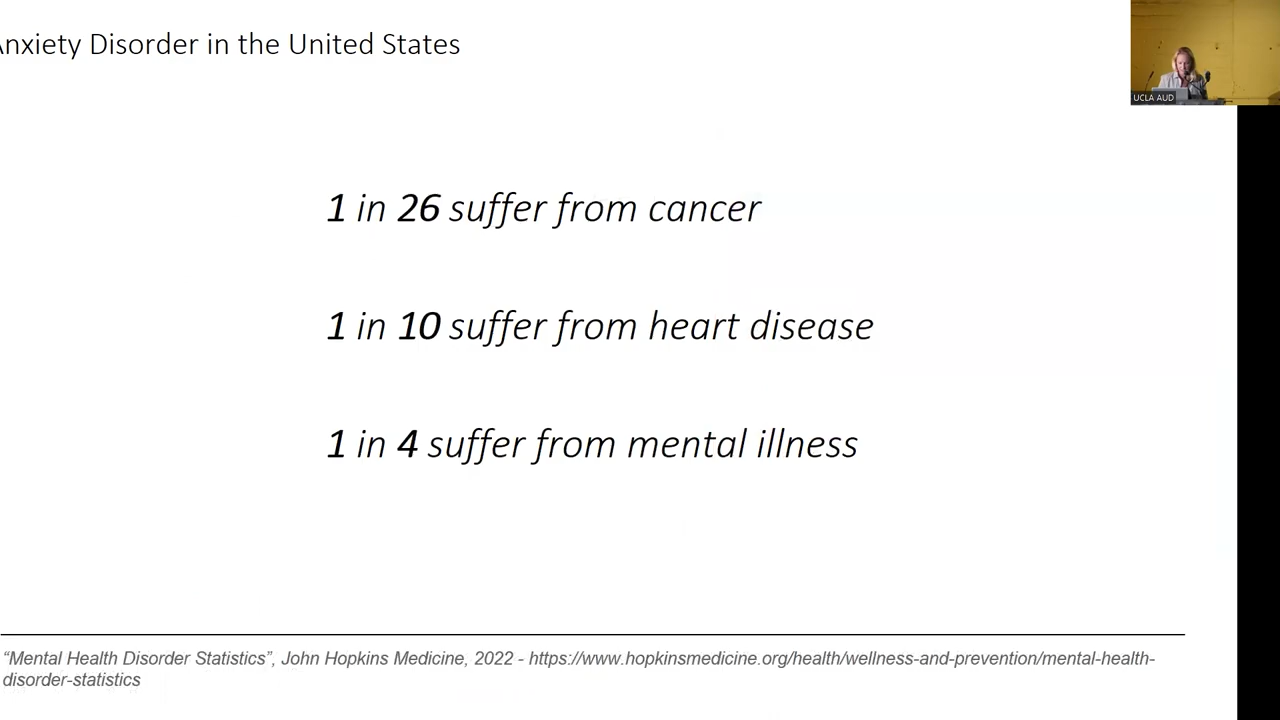 Anxiety Disorder in the United States
UCLA AUD
1 in 26 suffer from cancer
1 in 10 suffer from heart disease
1 in 4 suffer from mental illness
“Mental Health Disorder Statistics”, John Hopkins Medicine, 2022 - https://www.hopkinsmedicine.org/health/wellness-and-prevention/mental-health-
disorder-statistics